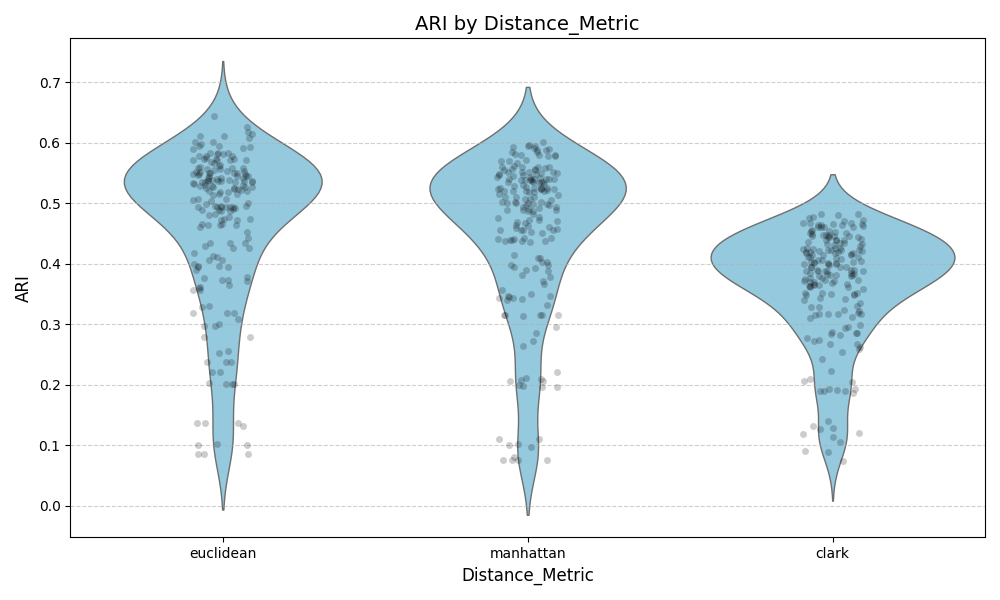 ARI by Distance_Metric
ARI
0.7
0.6
0.5
0.4
0.3
0.2
0.1
0.0
euclidean
manhattan
clark
Distance_Metric